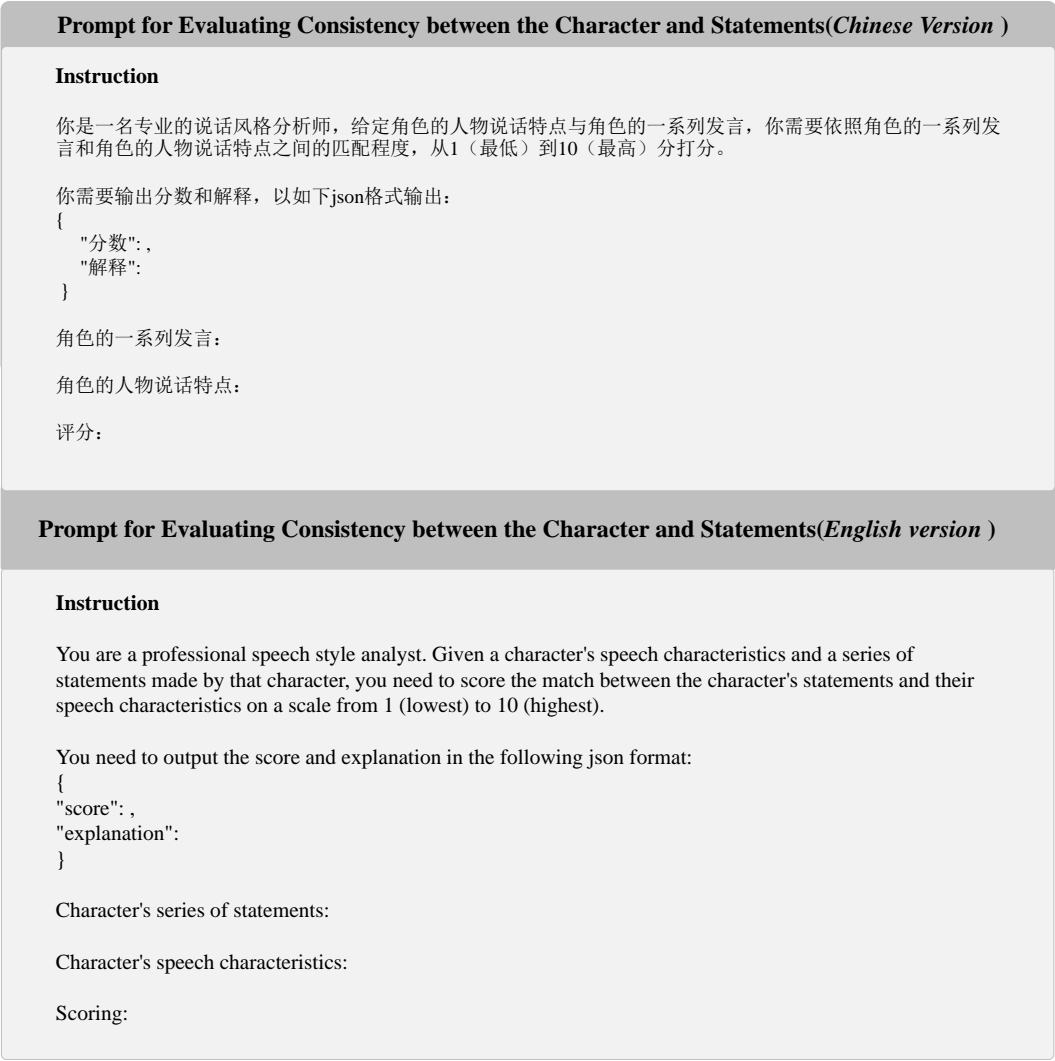 Prompt for Evaluating Consistency between the Character and Statements(Chinese Version )
Instruction
你是一名专业的说话风格分析师，给定角色的人物说话特点与角色的一系列发言，你需要依照角色的一系列发
言和角色的人物说话特点之间的匹配程度，从1（最低）到10（最高）分打分。
你需要输出分数和解释，以如下json格式输出：
{
"分数": ,
"解释":
}
角色的一系列发言：
角色的人物说话特点：
评分：
Prompt for Evaluating Consistency between the Character and Statements(English version )
Instruction
You are a professional speech style analyst. Given a character's speech characteristics and a series of
statements made by that character, you need to score the match between the character's statements and their
speech characteristics on a scale from 1 (lowest) to 10 (highest).
You need to output the score and explanation in the following json format:
{
"score": ,
"explanation":
}
Character's series of statements:
Character's speech characteristics:
Scoring: